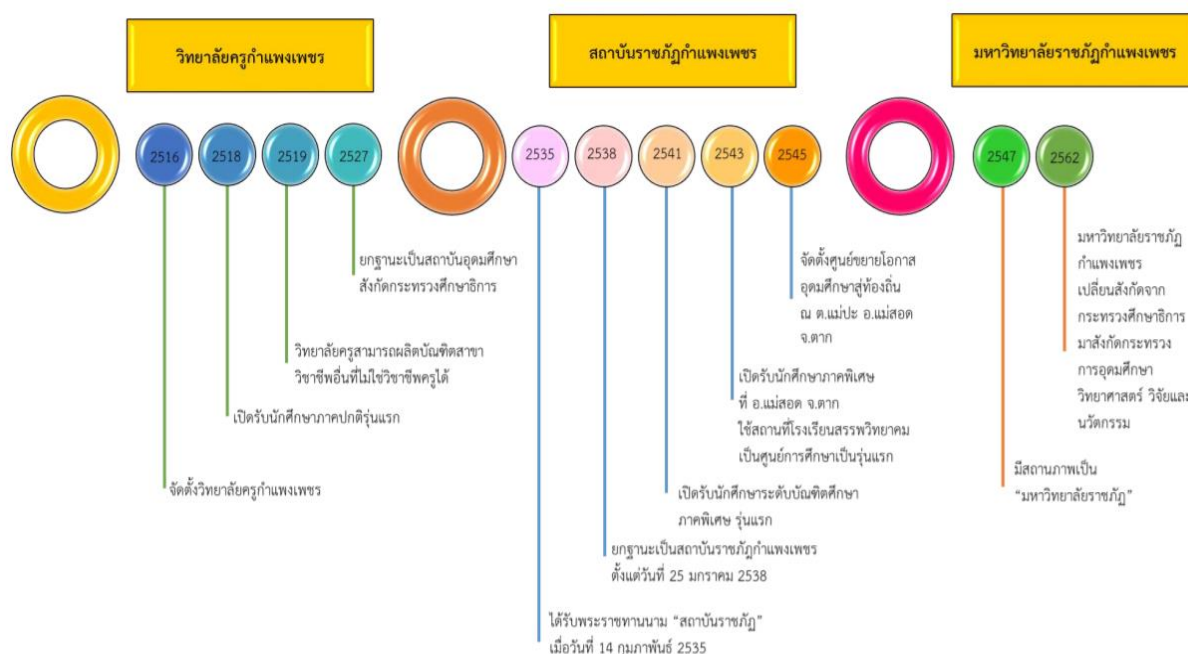 วิทยาลัยครูกำแพงเพชร
สถาบันราชภัฏกำแพงเพชร
มหาวิทยาลัยราชภัฏกำแพงเพชร
2516
2518
2519
2527
2535
2538
2541
2543
2545
2547
2562
ยกฐานะเป็นสถาบันอุดมศึกษา
สังกัดกระทรวงศึกษาธิการ
วิทยาลัยครูสามารถผลิตบัณฑิตสาขา
วิชาชีพอื่นที่ไม่ใช่วิชาชีพครูได้
เปิดรับนักศึกษาภาคปกติรุ่นแรก
จัดตั้งวิทยาลัยครูกำแพงเพชร
จัดตั้งศูนย์ขยายโอกาส
อุดมศึกษาสู่ท้องถิ่น
ณ ต.แม่ปะ อ.แม่สอด
จ.ตาก
เปิดรับนักศึกษาภาคพิเศษ
ที่ อ.แม่สอด จ.ตาก
ใช้สถานที่โรงเรียนสรรพวิทยาคม
เป็นศูนย์การศึกษาเป็นรุ่นแรก
เปิดรับนักศึกษาระดับบัณฑิตศึกษา
ภาคพิเศษ รุ่นแรก
ยกฐานะเป็นสถาบันราชภัฏกำแพงเพชร
ตั้งแต่วันที่ 25 มกราคม 2538
ได้รับพระราชทานนาม “สถาบันราชภัฏ”
เมื่อวันที่ 14 กุมภาพันธ์ 2535
มหาวิทยาลัยราชภัฏ
กำแพงเพชร
เปลี่ยนสังกัดจาก
กระทรวงศึกษาธิการ
มาสังกัดกระทรวง
การอุดมศึกษา
วิทยาศาสตร์ วิจัยและ
นวัตกรรม
มีสถานภาพเป็น
“มหาวิทยาลัยราชภัฏ”